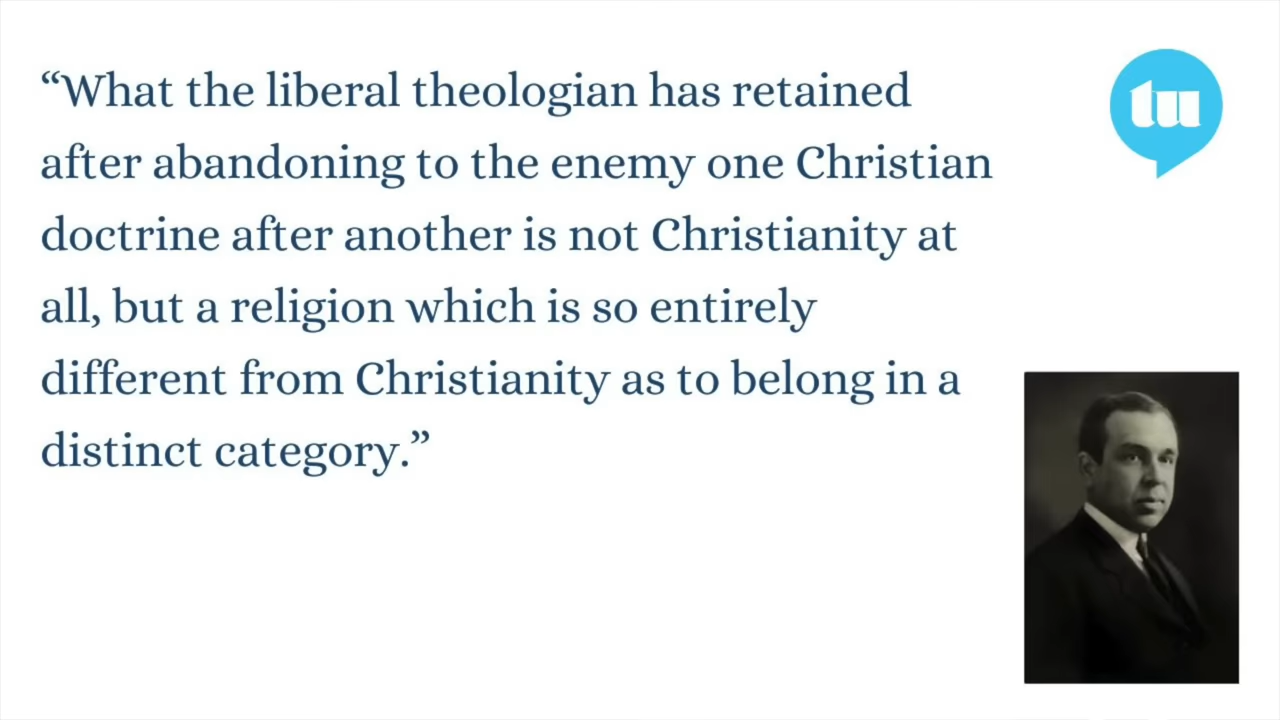 “What the liberal theologian has retained
after abandoning to the enemy one Christian
doctrine after another is not Christianity at
all, but a religion which is so entirely
different from Christianity as to belong in a
distinct category.”
tu